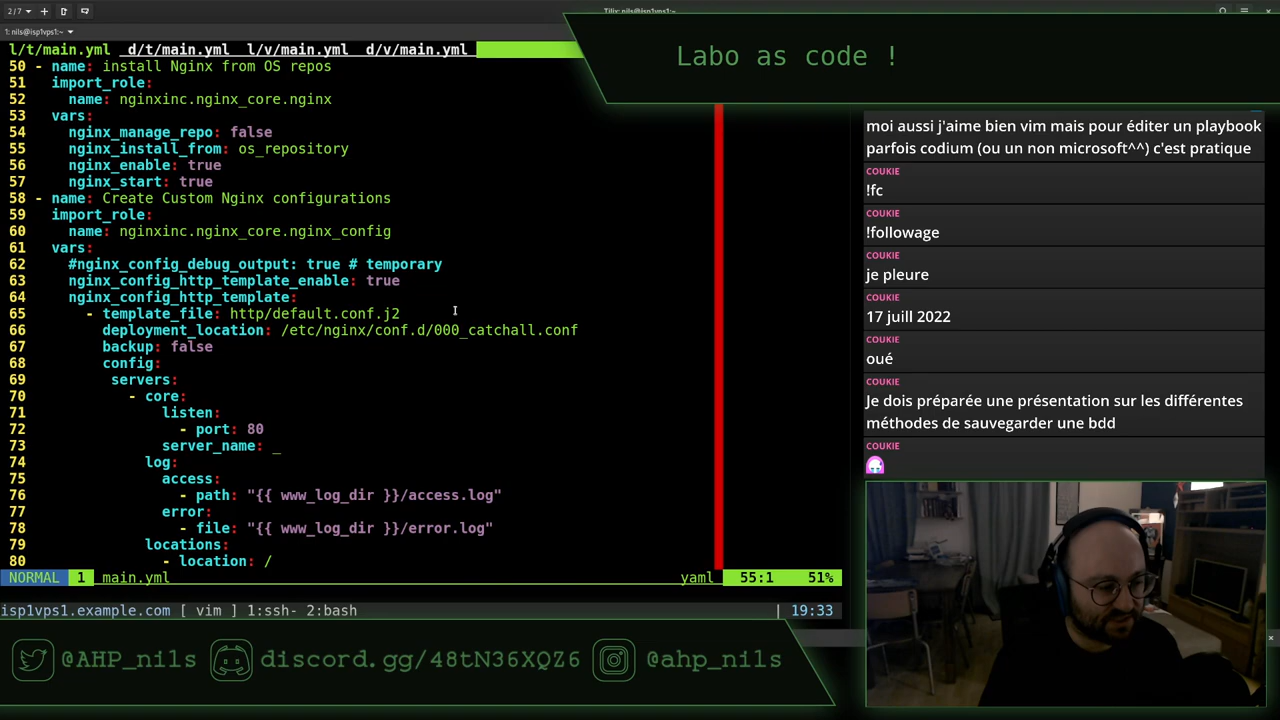 2/7
Tilix: nils@isp1vps1:~
1: nils@isp1vps1:~
l/t/main.yml d/t/main.yml l/v/main.yml d/v/main.yml
50 - name: install Nginx from OS repos
51 import_role:
52 name: nginxinc.nginx_core.nginx
53 vars:
54 nginx_manage_repo: false
55 nginx_install_from: os_repository
56 nginx_enable: true
57 nginx_start: true
58 - name: Create Custom Nginx configurations
59 import_role:
60 name: nginxinc.nginx_core.nginx_config
61 vars:
62 #nginx_config_debug_output: true # temporary
63 nginx_config_http_template_enable: true
64 nginx_config_http_template:
65 - template_file: http/default.conf.j2
66 deployment_location: /etc/nginx/conf.d/000_catchall.conf
67 backup: false
68 config:
69 servers:
70 - core:
71 listen:
72 - port: 80
73 server_name: _
74 log:
75 access:
76 - path: "{{ www_log_dir }}/access.log"
77 error:
78 - file: "{{ www_log_dir }}/error.log"
79 locations:
80 - location: /
NORMAL 1 main.yml yaml 55:1 51%
isp1vps1.example.com [ vim ] 1:ssh- 2:bash | 19:33
Labo as code !
moi aussi j'aime bien vim mais pour éditer un playbook
parfois codium (ou un non microsoft^^) c'est pratique
COUKIE
!fc
COUKIE
!followage
COUKIE
je pleure
COUKIE
17 juill 2022
COUKIE
oué
COUKIE
Je dois préparée une présentation sur les différentes
méthodes de sauvegarder une bdd
COUKIE
@AHP_nils discord.gg/48tN36XQZ6 @ahp_nils